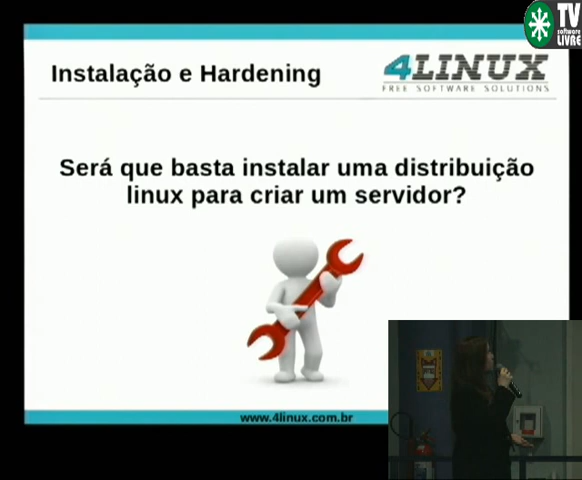 TV
software
LIVRE
Instalação e Hardening
4LINUX
FREE SOFTWARE SOLUTIONS
Será que basta instalar uma distribuição
linux para criar um servidor?
www.4linux.com.br